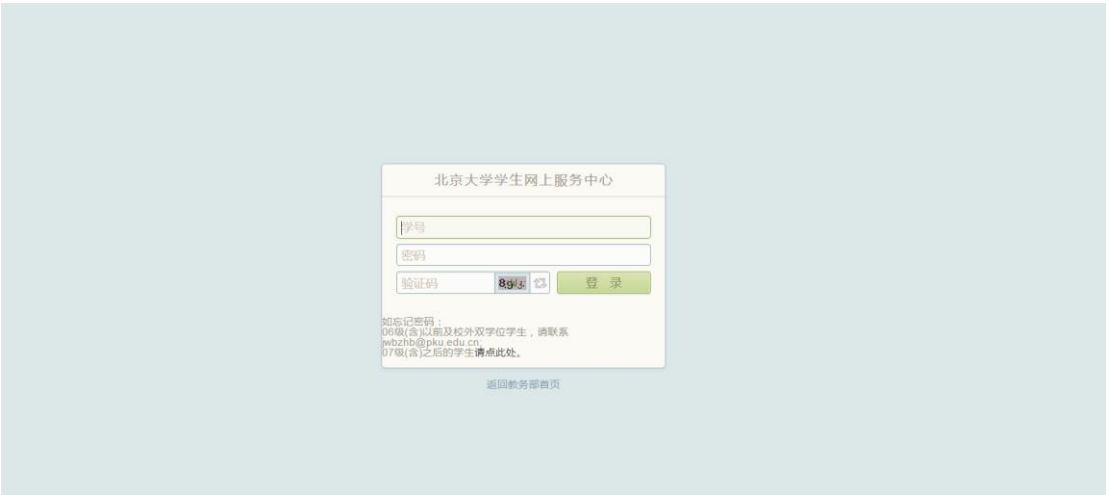 北京大学学生网上服务中心
学号
密码
验证码
登 录
如忘记密码：
06级(含)以前及校外双学位学生，请联系
jwbzhb@pku.edu.cn;
07级(含)之后的学生请点此处。
返回教务部首页